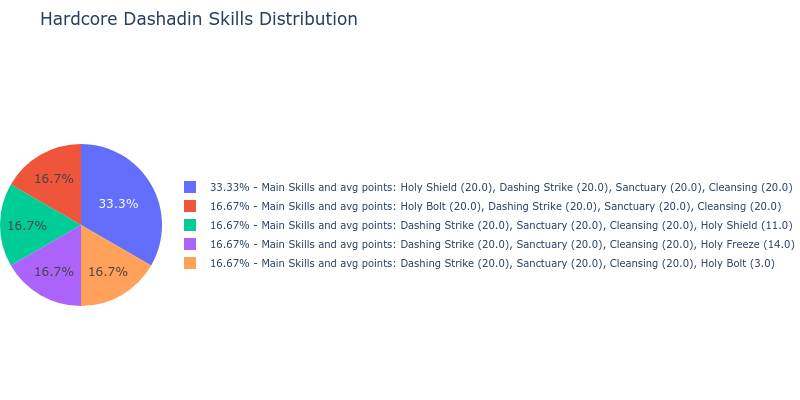 Hardcore Dashadin Skills Distribution
16.7%
33.3%
16.7%
16.7%
16.7%
33.33% - Main Skills and avg points: Holy Shield (20.0), Dashing Strike (20.0), Sanctuary (20.0), Cleansing (20.0)
16.67% - Main Skills and avg points: Holy Bolt (20.0), Dashing Strike (20.0), Sanctuary (20.0), Cleansing (20.0)
16.67% - Main Skills and avg points: Dashing Strike (20.0), Sanctuary (20.0), Cleansing (20.0), Holy Shield (11.0)
16.67% - Main Skills and avg points: Dashing Strike (20.0), Sanctuary (20.0), Cleansing (20.0), Holy Freeze (14.0)
16.67% - Main Skills and avg points: Dashing Strike (20.0), Sanctuary (20.0), Cleansing (20.0), Holy Bolt (3.0)